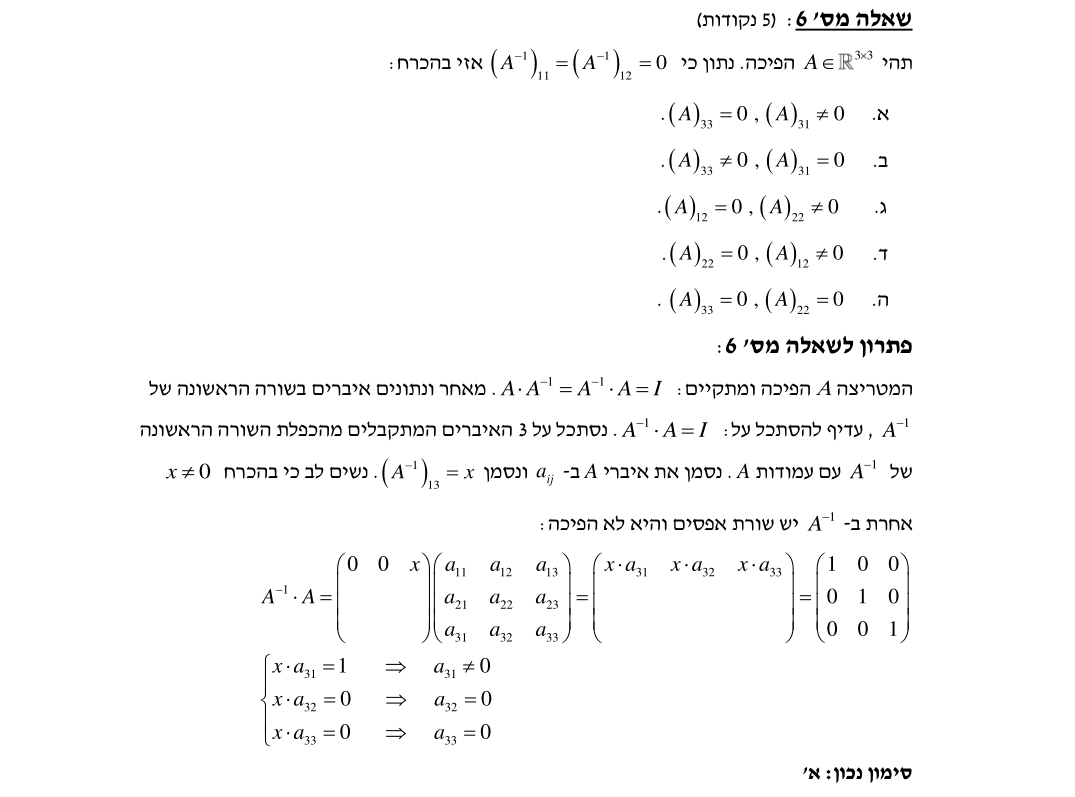 שאלה מס' 6 : (5 נקודות)
תהי A ∈ ℝ^{3×3} הפיכה. נתון כי (A^{-1})_{11} = (A^{-1})_{12} = 0 אזי בהכרח :
א. (A)_{33} = 0 , (A)_{31} ≠ 0 .
ב. (A)_{33} ≠ 0 , (A)_{31} = 0 .
ג. (A)_{12} = 0 , (A)_{22} ≠ 0 .
ד. (A)_{22} = 0 , (A)_{12} ≠ 0 .
ה. (A)_{33} = 0 , (A)_{22} = 0 .
פתרון לשאלה מס' 6 :
המטריצה A הפיכה ומתקיים : A · A^{-1} = A^{-1} · A = I . מאחר ונתונים איברים בשורה הראשונה של
A^{-1} , עדיף להסתכל על : A^{-1} · A = I . נסתכל על 3 האיברים המתקבלים מהכפלת השורה הראשונה
של A^{-1} עם עמודות A . נסמן את איברי A ב- a_{ij} ונסמן (A^{-1})_{13} = x . נשים לב כי בהכרח x ≠ 0
אחרת ב- A^{-1} יש שורת אפסים והיא לא הפיכה :
0 0 x a_{11} a_{12} a_{13} x·a_{31} x·a_{32} x·a_{33} 1 0 0
A^{-1} · A = a_{21} a_{22} a_{23} = = 0 1 0
a_{31} a_{32} a_{33} 0 0 1
x·a_{31} = 1 ⇒ a_{31} ≠ 0
x·a_{32} = 0 ⇒ a_{32} = 0
x·a_{33} = 0 ⇒ a_{33} = 0
סימון נכון : א'